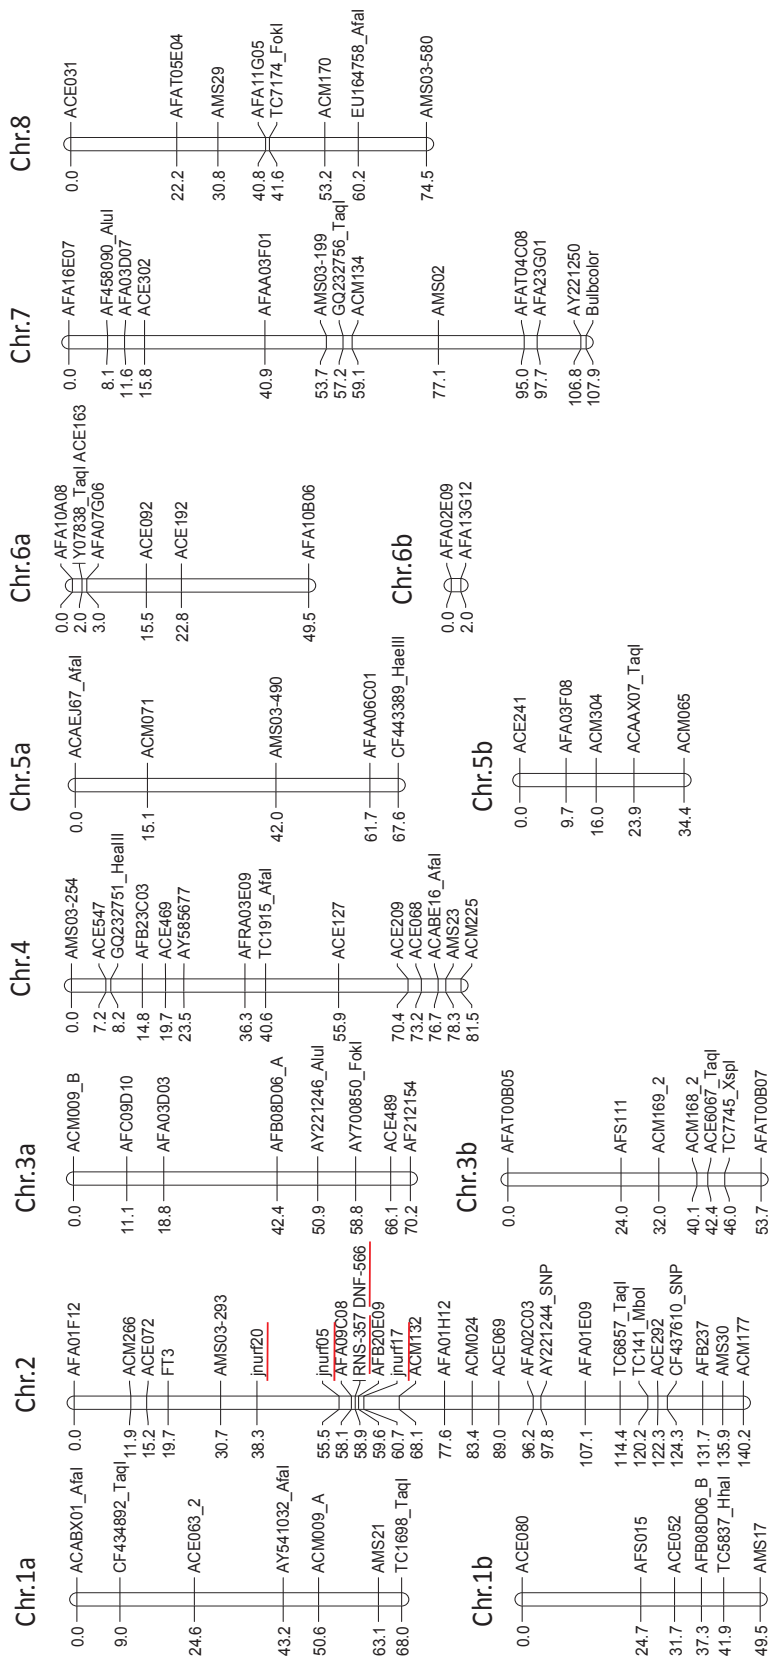 Chr.1a
0.0 ACABX01_AfaI
9.0 CF434892_TaqI
24.6 ACE063_2
43.2 AY541032_AfaI
50.6 ACM009_A
63.1 AMS21
68.0 TC1698_TaqI
Chr.1b
0.0 ACE080
24.7 AFS015
31.7 ACE052
37.3 AFB08D06_B
41.9 TC5837_HhaI
49.5 AMS17
Chr.2
0.0 AFA01F12
11.9 ACM266
15.2 ACE072
19.7 FT3
30.7 AMS03-293
38.3 jnurf20
55.5 jnurf05
58.1 AFA09C08
58.9 RNS-357 DNF-566
59.6 AFB20E09
60.7 jnurf17
68.1 ACM132
77.6 AFA01H12
83.4 ACM024
89.0 ACE069
96.2 AFA02C03
97.8 AY221244_SNP
107.1 AFA01E09
114.4 TC6857_TaqI
120.2 TC141_MboI
122.3 ACE292
124.3 CF437610_SNP
131.7 AFB237
135.9 AMS30
140.2 ACM177
Chr.3a
0.0 ACM009_B
11.1 AFC09D10
18.8 AFA03D03
42.4 AFB08D06_A
50.9 AY221246_AluI
58.8 AY700850_FokI
66.1 ACE489
70.2 AF212154
Chr.3b
0.0 AFAT00B05
24.0 AFS111
32.0 ACM169_2
40.1 ACM168_2
42.4 ACE6067_TaqI
46.0 TC7745_XspI
53.7 AFAT00B07
Chr.4
0.0 AMS03-254
7.2 ACE547
8.2 GQ232751_HealII
14.8 AFB23C03
19.7 ACE469
23.5 AY585677
36.3 AFRA03E09
40.6 TC1915_AfaI
55.9 ACE127
70.4 ACE209
73.2 ACE068
76.7 ACABE16_AfaI
78.3 AMS23
81.5 ACM225
Chr.5a
0.0 ACAEJ67_AfaI
15.1 ACM071
42.0 AMS03-490
61.7 AFAA06C01
67.6 CF443389_HaeIII
Chr.5b
0.0 ACE241
9.7 AFA03F08
16.0 ACM304
23.9 ACAAX07_TaqI
34.4 ACM065
Chr.6a
0.0 AFA10A08
2.0 Y07838_TaqI ACE163
3.0 AFA07G06
15.5 ACE092
22.8 ACE192
49.5 AFA10B06
Chr.6b
0.0 AFA02E09
2.0 AFA13G12
Chr.7
0.0 AFA16E07
8.1 AF458090_AluI
11.6 AFA03D07
15.8 ACE302
40.9 AFAA03F01
53.7 AMS03-199
57.2 GQ232756_TaqI
59.1 ACM134
77.1 AMS02
95.0 AFAT04C08
97.7 AFA23G01
106.8 AY221250
107.9 Bulbcolor
Chr.8
0.0 ACE031
22.2 AFAT05E04
30.8 AMS29
40.8 AFA11G05
41.6 TC7174_FokI
53.2 ACM170
60.2 EU164758_AfaI
74.5 AMS03-580